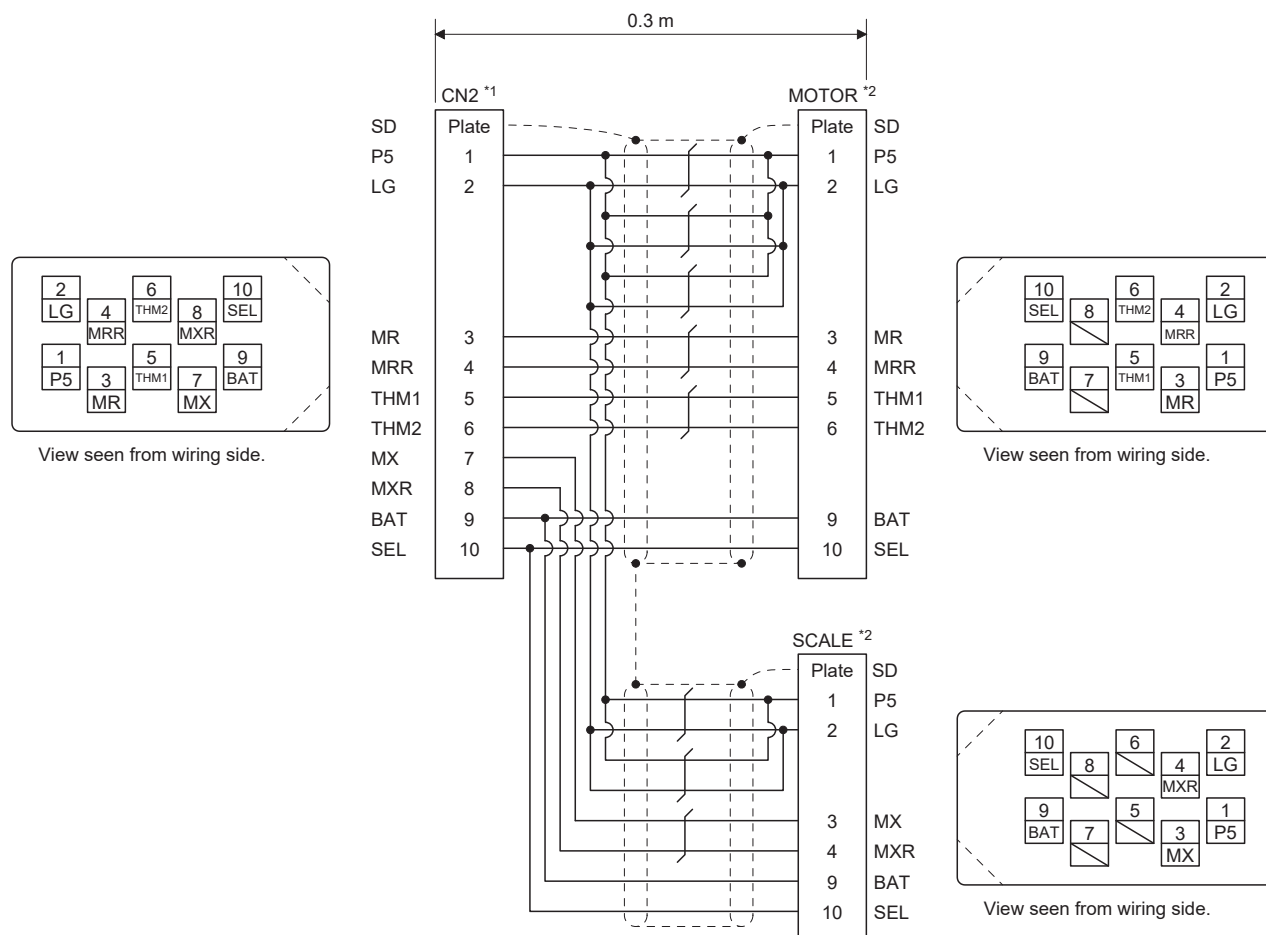 0.3 m
CN2 *1
MOTOR *2
SD Plate Plate SD
P5 1 1 P5
LG 2 2 LG
2 LG
4 MRR
6 THM2
8 MXR
10 SEL
1 P5
3 MR
5 THM1
7 MX
9 BAT
View seen from wiring side.
10 SEL
8
6 THM2
4 MRR
2 LG
9 BAT
7
5 THM1
3 MR
1 P5
View seen from wiring side.
MR 3 3 MR
MRR 4 4 MRR
THM1 5 5 THM1
THM2 6 6 THM2
MX 7
MXR 8
BAT 9 9 BAT
SEL 10 10 SEL
SCALE *2
Plate SD
1 P5
2 LG
3 MX
4 MXR
9 BAT
10 SEL
10 SEL
8
6
4 MXR
2 LG
9 BAT
7
5
3 MX
1 P5
View seen from wiring side.